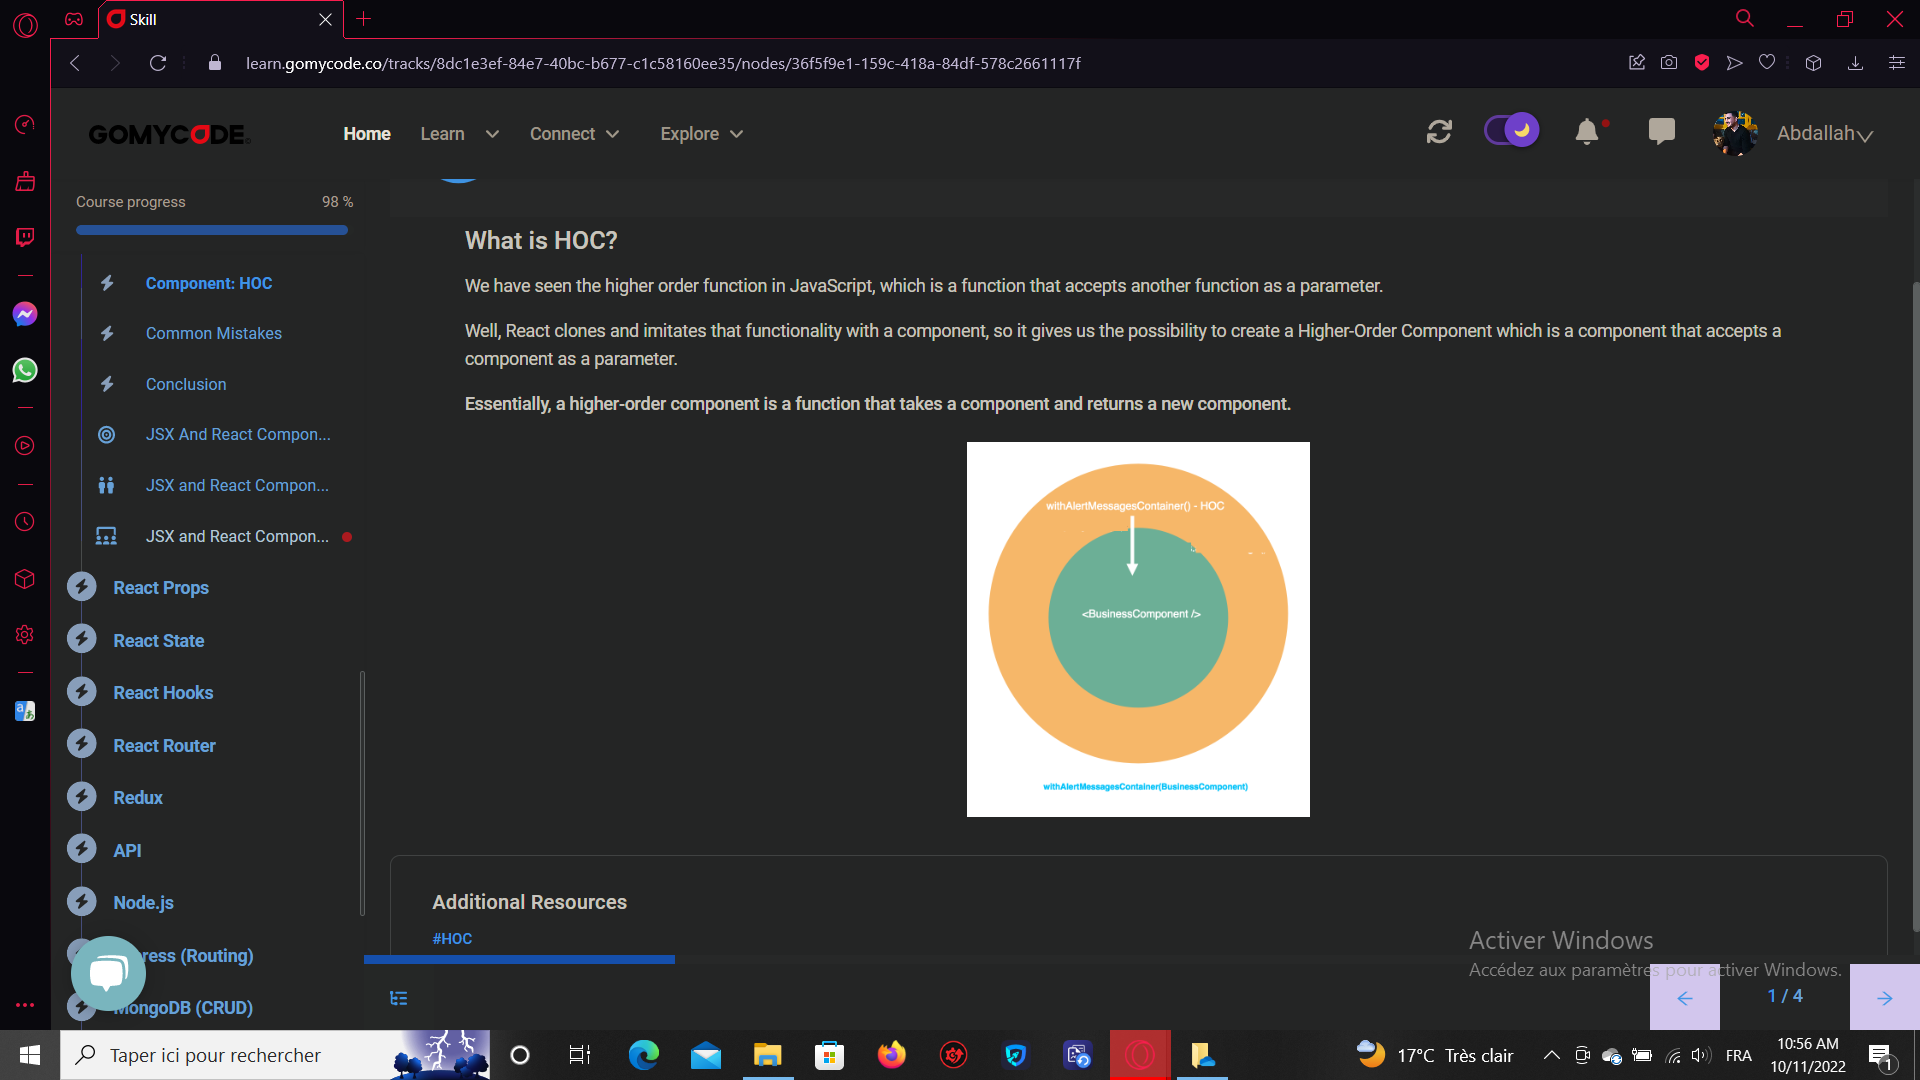 Skill
learn.gomycode.co/tracks/8dc1e3ef-84e7-40bc-b677-c1c58160ee35/nodes/36f5f9e1-159c-418a-84df-578c2661117f
GOMYCODE
Home
Learn
Connect
Explore
Abdallah
Course progress
98 %
Component: HOC
Common Mistakes
Conclusion
JSX And React Compon...
JSX and React Compon...
JSX and React Compon...
React Props
React State
React Hooks
React Router
Redux
API
Node.js
ress (Routing)
MongoDB (CRUD)
What is HOC?
We have seen the higher order function in JavaScript, which is a function that accepts another function as a parameter.
Well, React clones and imitates that functionality with a component, so it gives us the possibility to create a Higher-Order Component which is a component that accepts a
component as a parameter.
Essentially, a higher-order component is a function that takes a component and returns a new component.
withAlertMessagesContainer() - HOC
<BusinessComponent />
withAlertMessagesContainer(BusinessComponent)
Additional Resources
#HOC
Activer Windows
Accédez aux paramètres pour activer Windows.
1 / 4
Taper ici pour rechercher
17°C Très clair
FRA
10:56 AM
10/11/2022
1